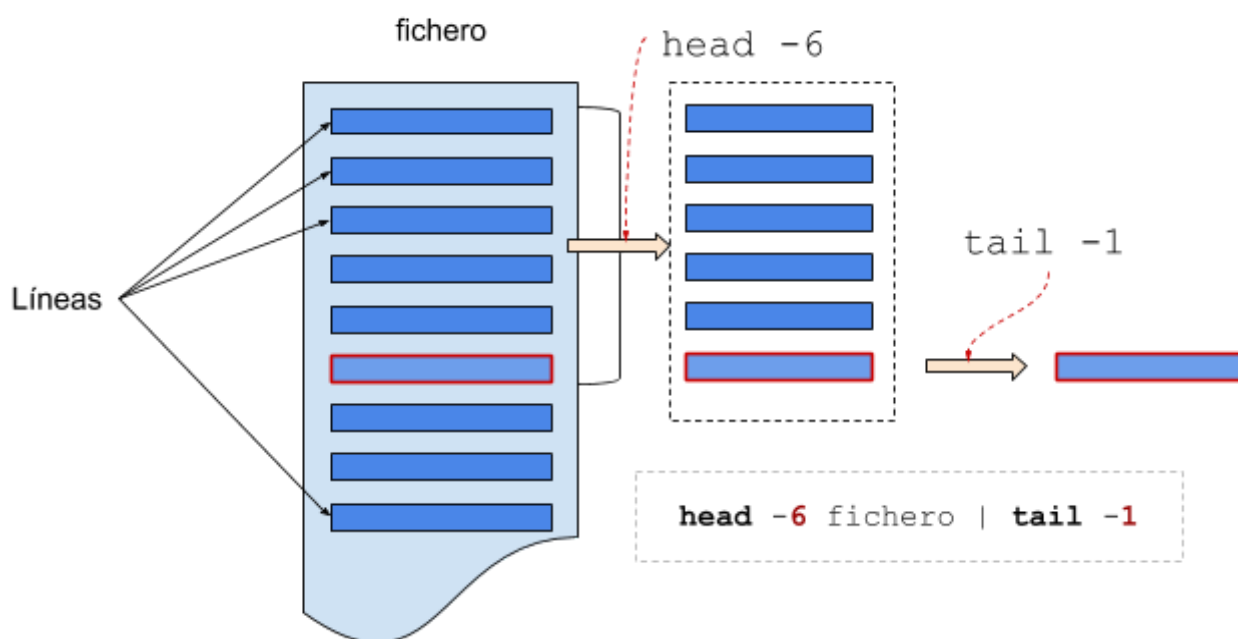 fichero
head -6
tail -1
Líneas
head -6 fichero | tail -1